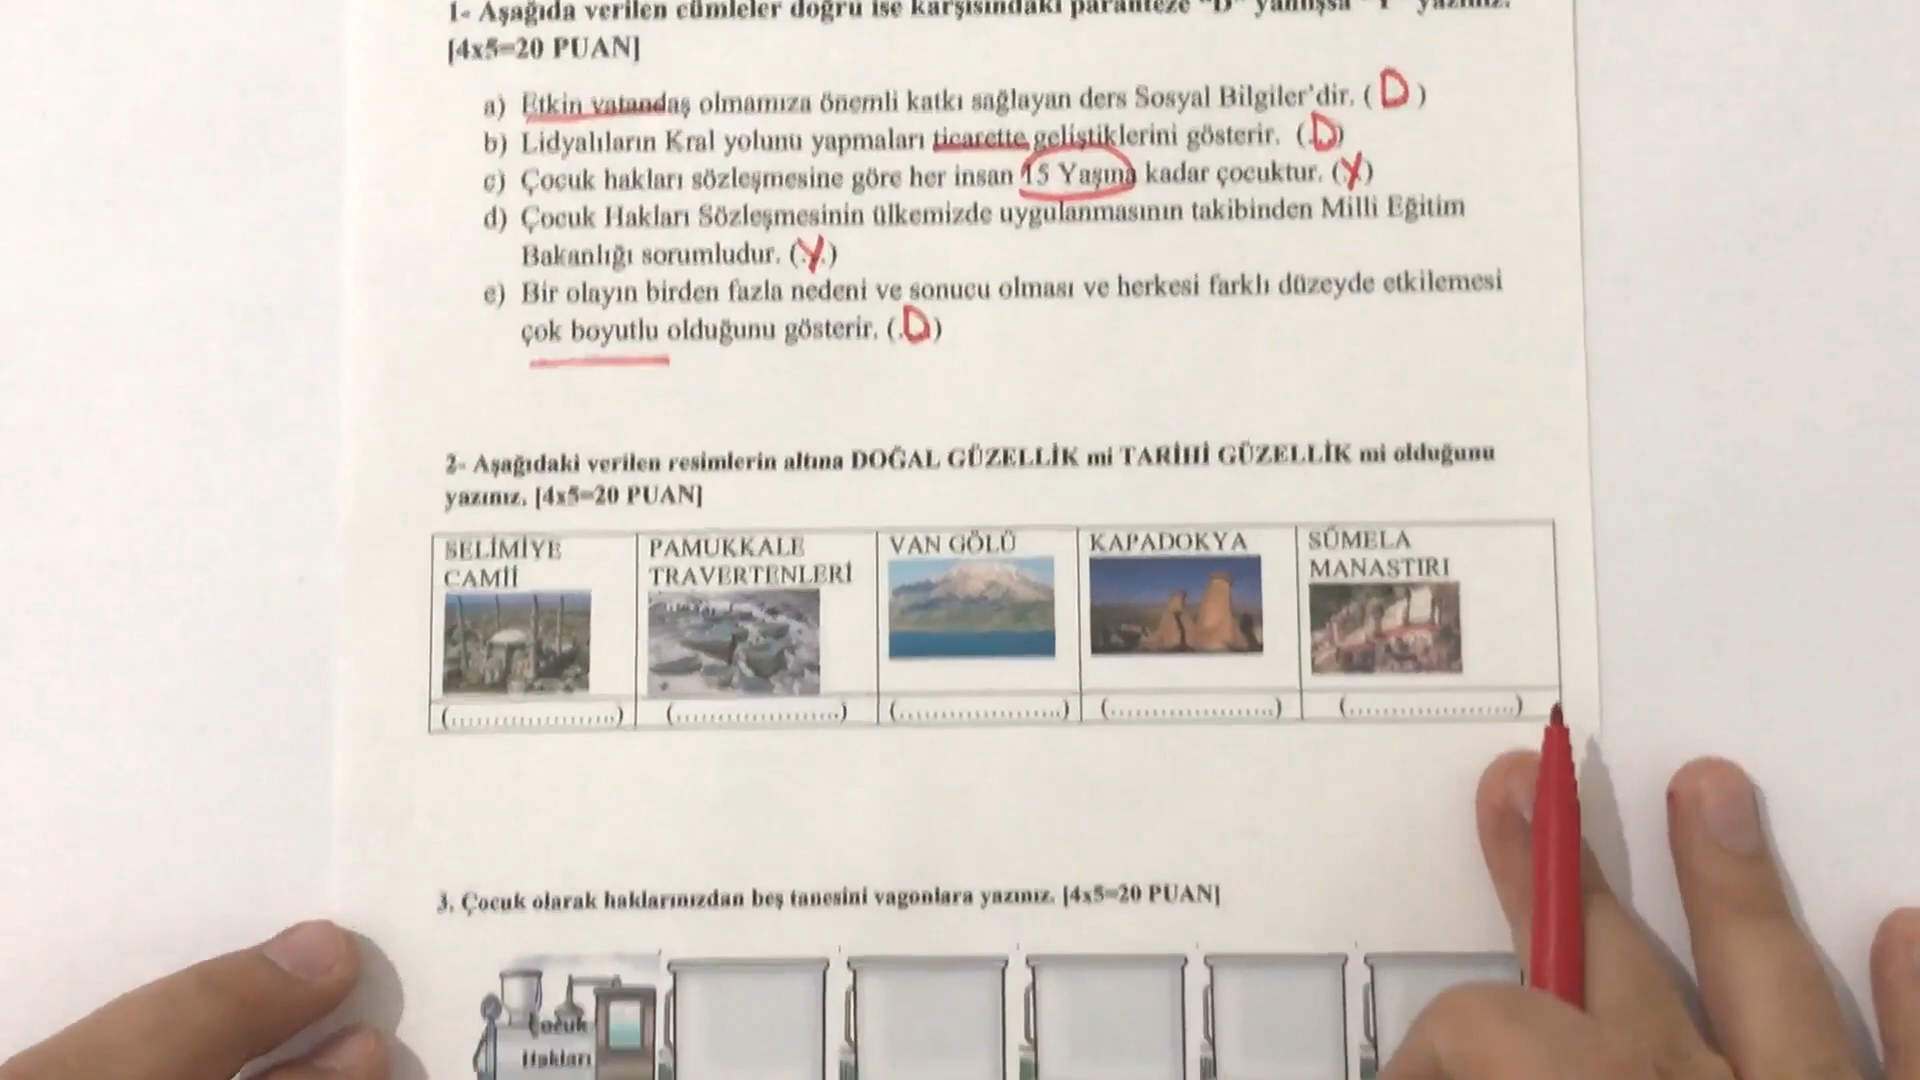 1- Aşağıda verilen cümleler doğru ise karşısındaki paranteze "D" yanlışsa "Y" yazınız.
[4x5=20 PUAN]
a) Etkin vatandaş olmamıza önemli katkı sağlayan ders Sosyal Bilgiler'dir. ( D )
b) Lidyalıların Kral yolunu yapmaları ticarette geliştiklerini gösterir. (.D)
c) Çocuk hakları sözleşmesine göre her insan 15 Yaşına kadar çocuktur. (Y)
d) Çocuk Hakları Sözleşmesinin ülkemizde uygulanmasının takibinden Milli Eğitim
Bakanlığı sorumludur. (.Y.)
e) Bir olayın birden fazla nedeni ve sonucu olması ve herkesi farklı düzeyde etkilemesi
çok boyutlu olduğunu gösterir. (.D)
2- Aşağıdaki verilen resimlerin altına DOĞAL GÜZELLİK mi TARİHİ GÜZELLİK mi olduğunu
yazınız. [4x5=20 PUAN]
SELİMİYE
CAMİİ
PAMUKKALE
TRAVERTENLERİ
VAN GÖLÜ
KAPADOKYA
SÜMELA
MANASTIRI
(....................) (....................) (....................) (....................) (....................)
3. Çocuk olarak haklarınızdan beş tanesini vagonlara yazınız. [4x5=20 PUAN]
Çocuk
Hakları